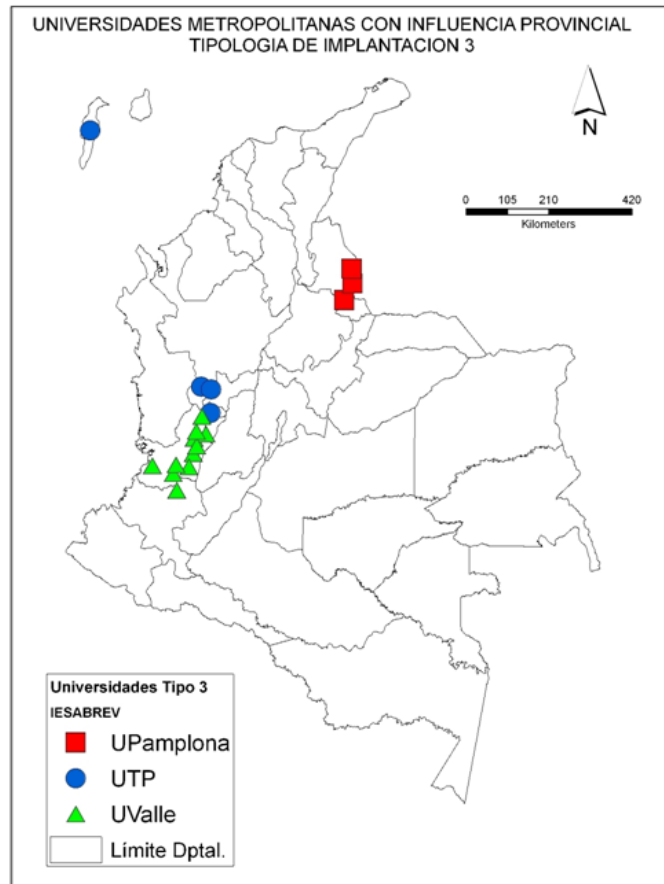 UNIVERSIDADES METROPOLITANAS CON INFLUENCIA PROVINCIAL
TIPOLOGIA DE IMPLANTACION 3
N
0 105 210 420
Kilometers
Universidades Tipo 3
IESABREV
UPamplona
UTP
UValle
Límite Dptal.